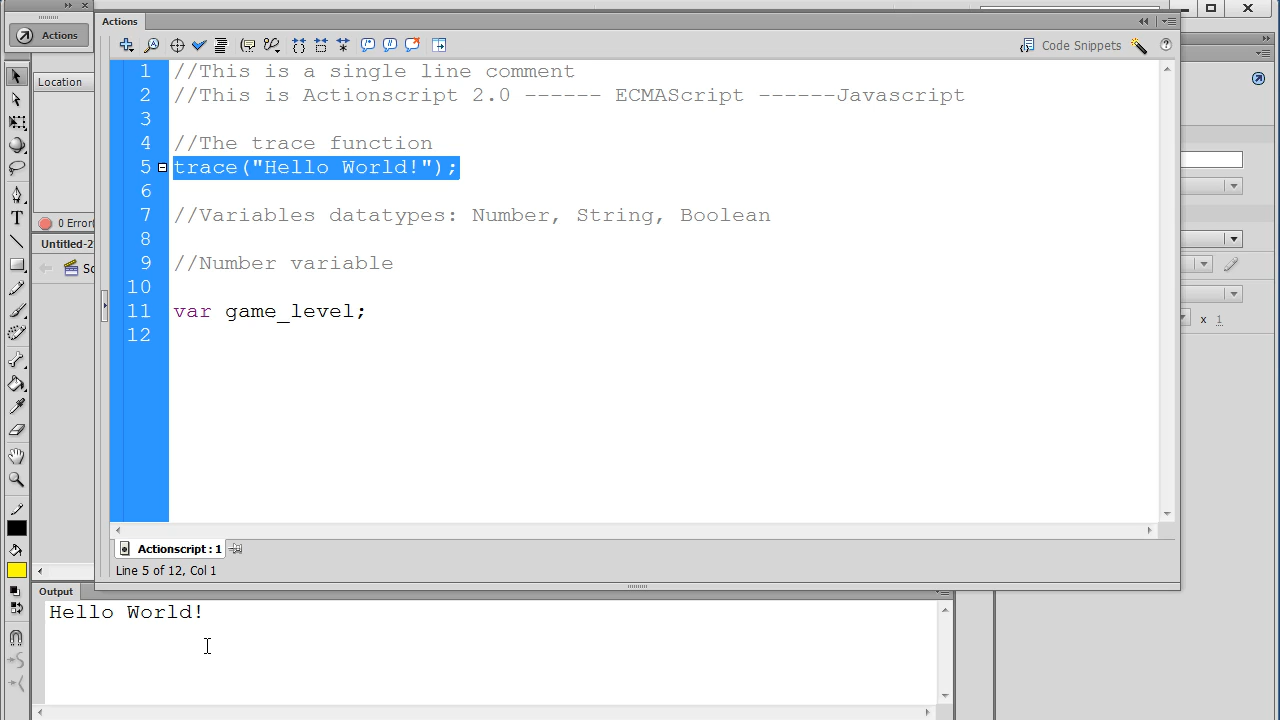 Actions
Actions
Code Snippets
Location
1 //This is a single line comment
2 //This is Actionscript 2.0 ------ ECMAScript ------Javascript
3
4 //The trace function
5 trace("Hello World!");
6
7 //Variables datatypes: Number, String, Boolean
8
9 //Number variable
10
11 var game_level;
12
0 Error(
Untitled-2
Sc
x 1
Actionscript : 1
Line 5 of 12, Col 1
Output
Hello World!